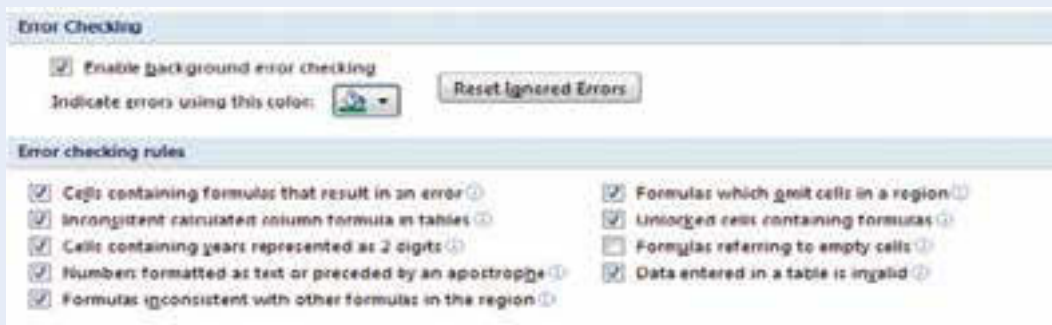 Error Checking
Enable background error checking
Indicate errors using this color:
Reset Ignored Errors
Error checking rules
Cells containing formulas that result in an error
Inconsistent calculated column formula in tables
Cells containing years represented as 2 digits
Numbers formatted as text or preceded by an apostrophe
Formulas inconsistent with other formulas in the region
Formulas which omit cells in a region
Unlocked cells containing formulas
Formulas referring to empty cells
Data entered in a table is invalid